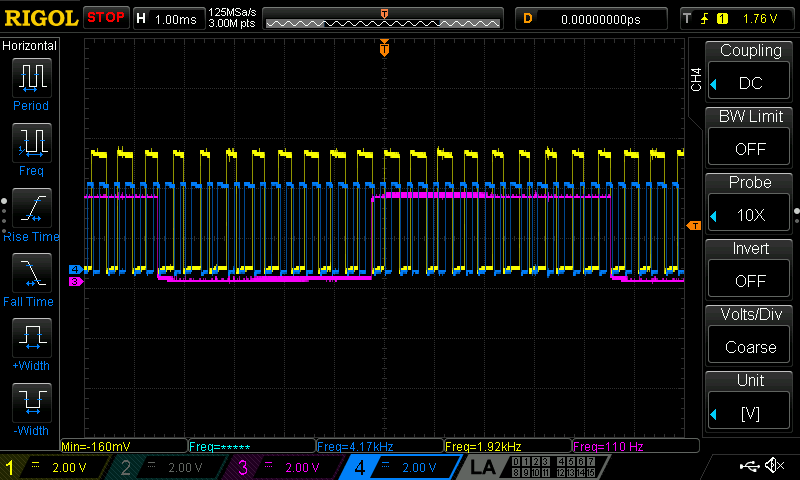 RIGOL STOP H 1.00ms 125MSa/s 3.00M pts T D 0.00000000ps T 1 1.76 V
Horizontal
Period
Freq
Rise Time
Fall Time
+Width
-Width
T
T
4
3
CH4
Coupling
DC
BW Limit
OFF
Probe
10X
Invert
OFF
Volts/Div
Coarse
Unit
[V]
Min=-160mV Freq=***** Freq=4.17kHz Freq=1.92kHz Freq=110 Hz
1 2.00 V 2 2.00 V 3 2.00 V 4 2.00 V LA 0 1 2 3 4 5 6 7
8 9 10 11 12 13 14 15